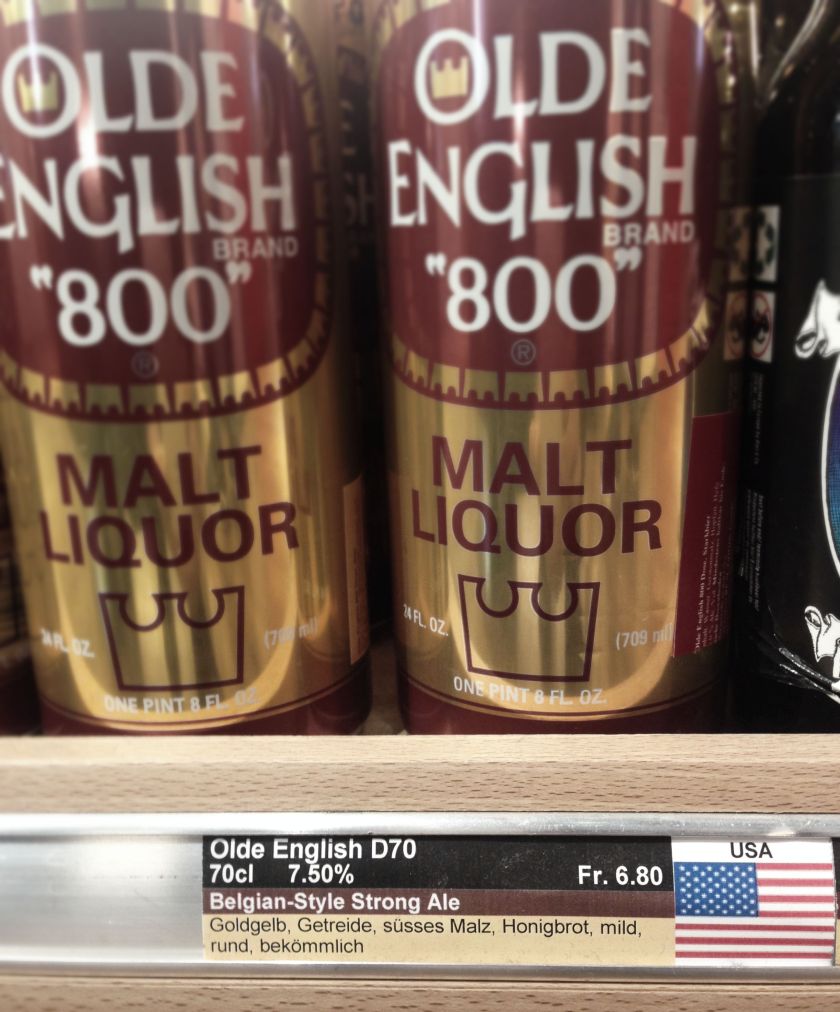 OLDE
ENGLISH
BRAND
"800"
®
MALT
LIQUOR
24 FL. OZ. (709 ml)
ONE PINT 8 FL. OZ.
OLDE
ENGLISH
BRAND
"800"
®
MALT
LIQUOR
24 FL. OZ. (709 ml)
ONE PINT 8 FL. OZ.
Olde English D70
70cl 7.50% Fr. 6.80
Belgian-Style Strong Ale
Goldgelb, Getreide, süsses Malz, Honigbrot, mild,
rund, bekömmlich
USA